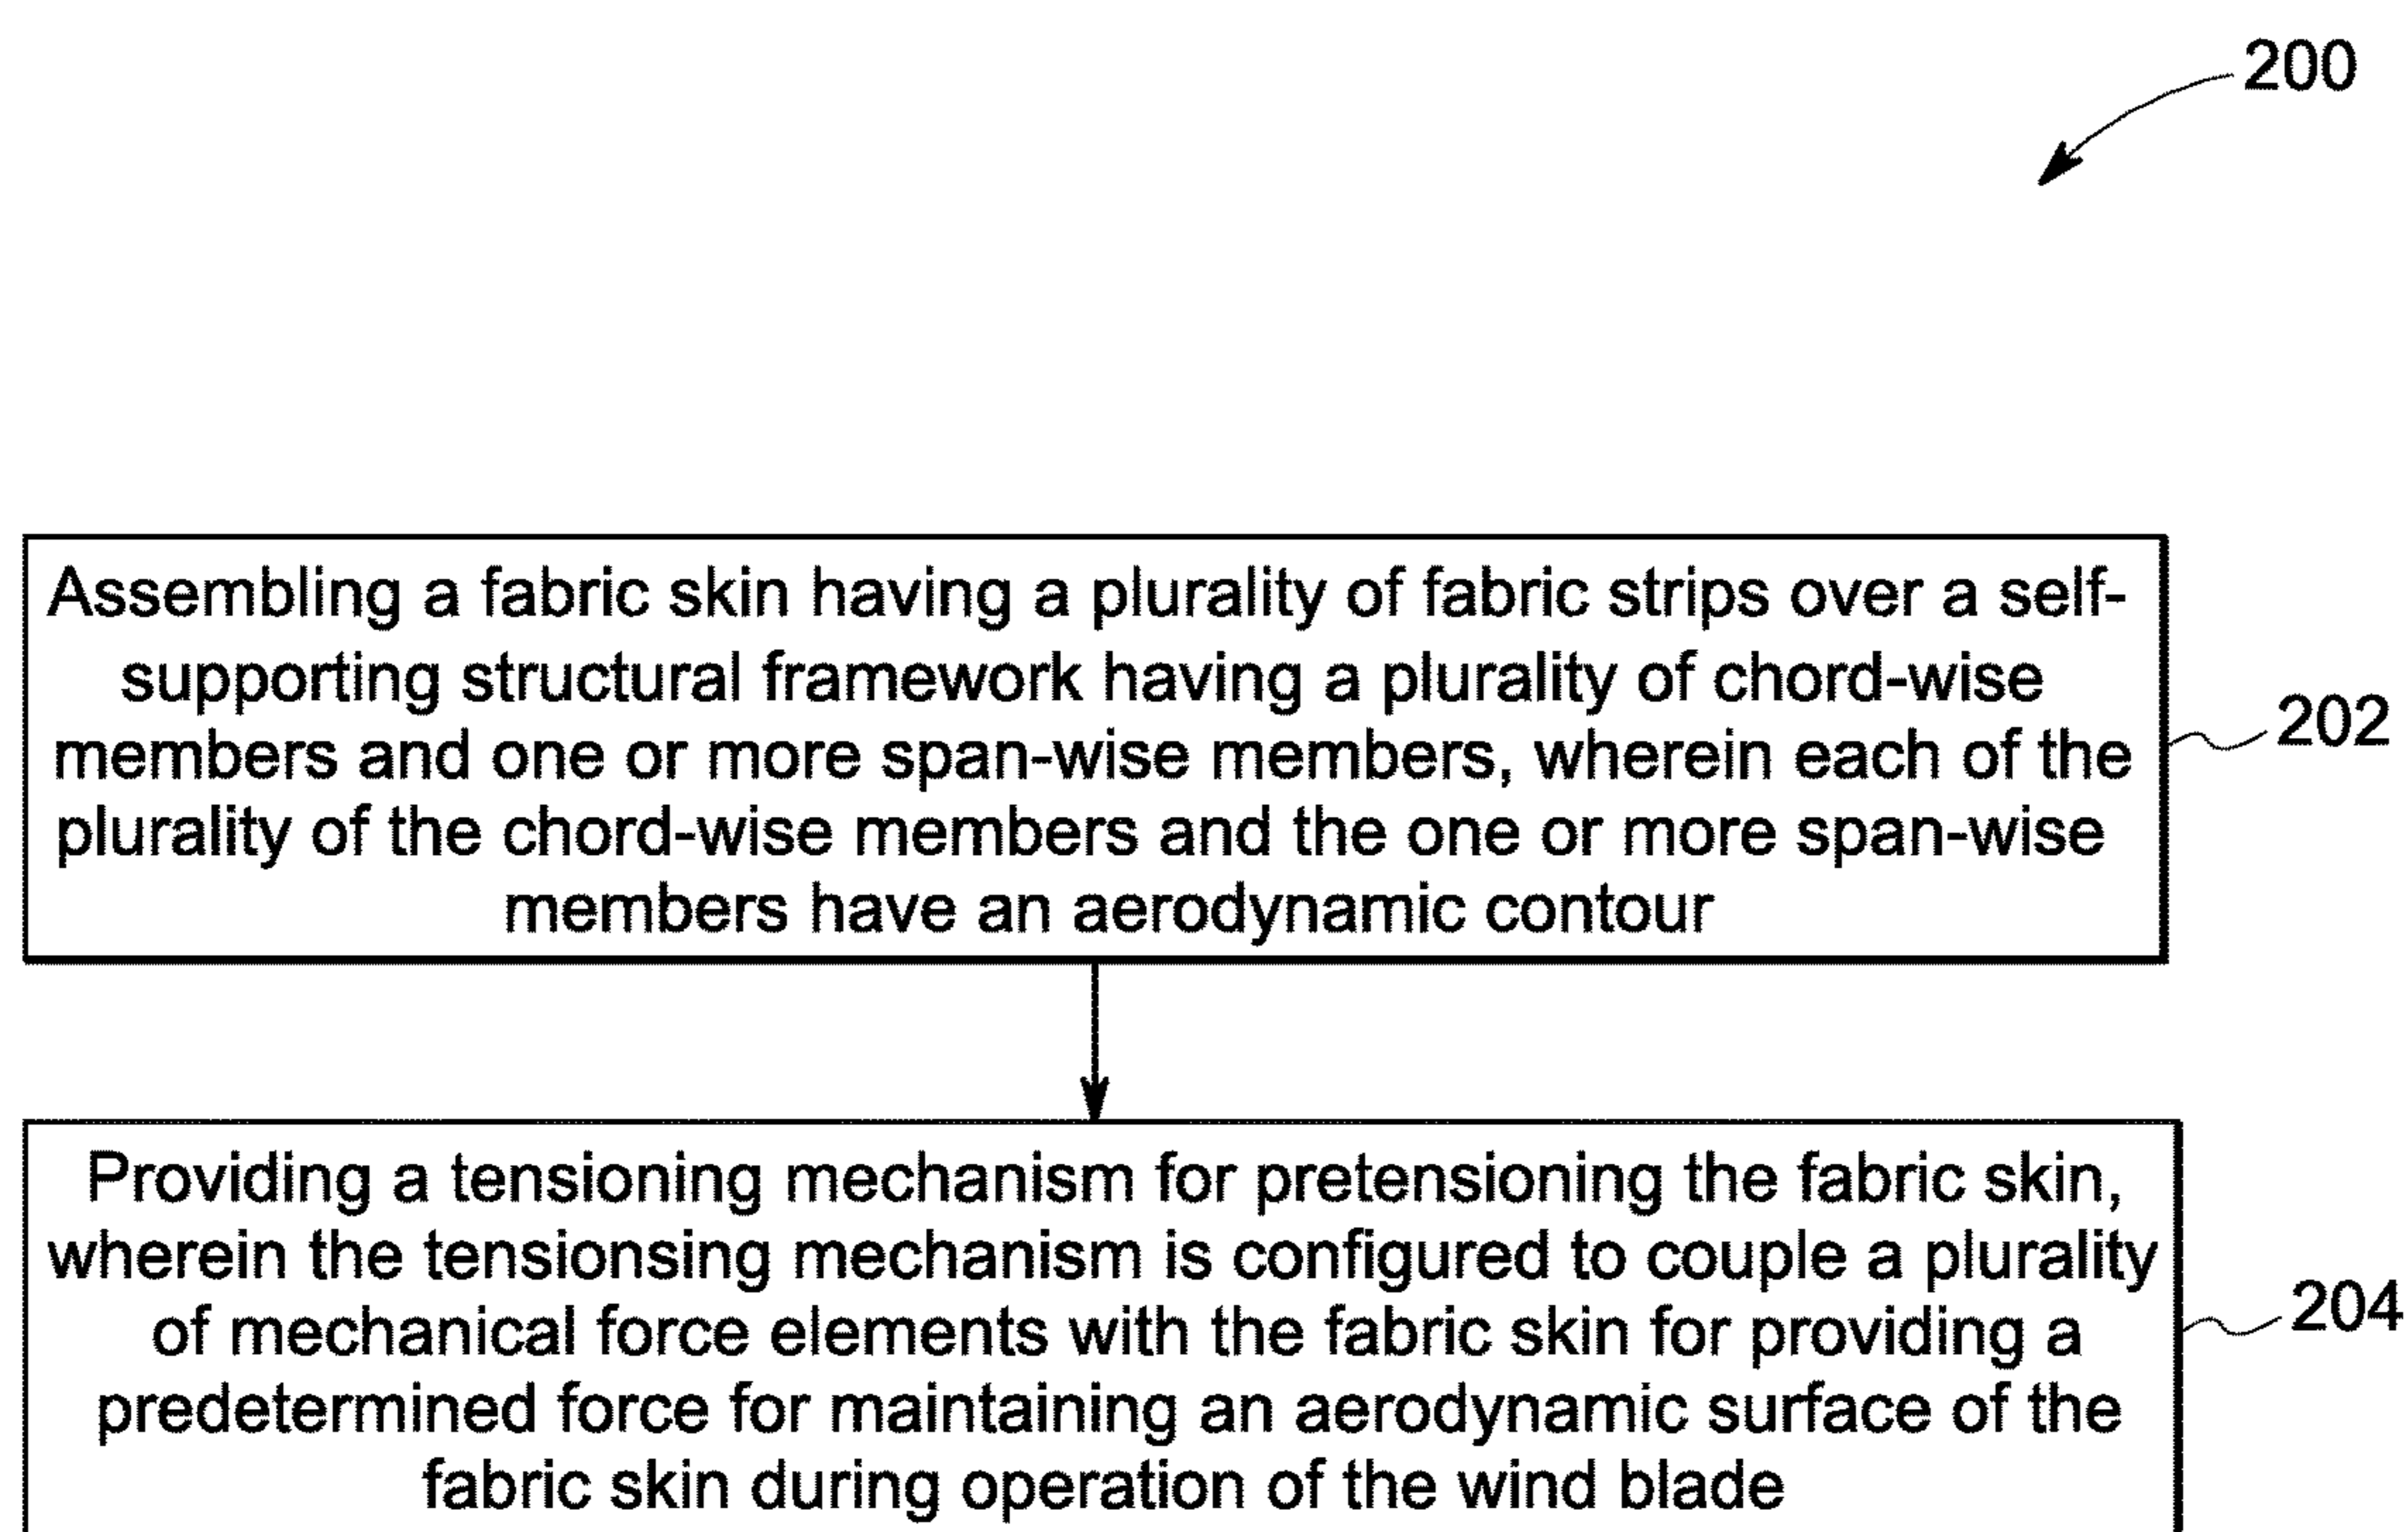 200
Assembling a fabric skin having a plurality of fabric strips over a self-
supporting structural framework having a plurality of chord-wise
members and one or more span-wise members, wherein each of the
plurality of the chord-wise members and the one or more span-wise
members have an aerodynamic contour
202
Providing a tensioning mechanism for pretensioning the fabric skin,
wherein the tensionsing mechanism is configured to couple a plurality
of mechanical force elements with the fabric skin for providing a
predetermined force for maintaining an aerodynamic surface of the
fabric skin during operation of the wind blade
204